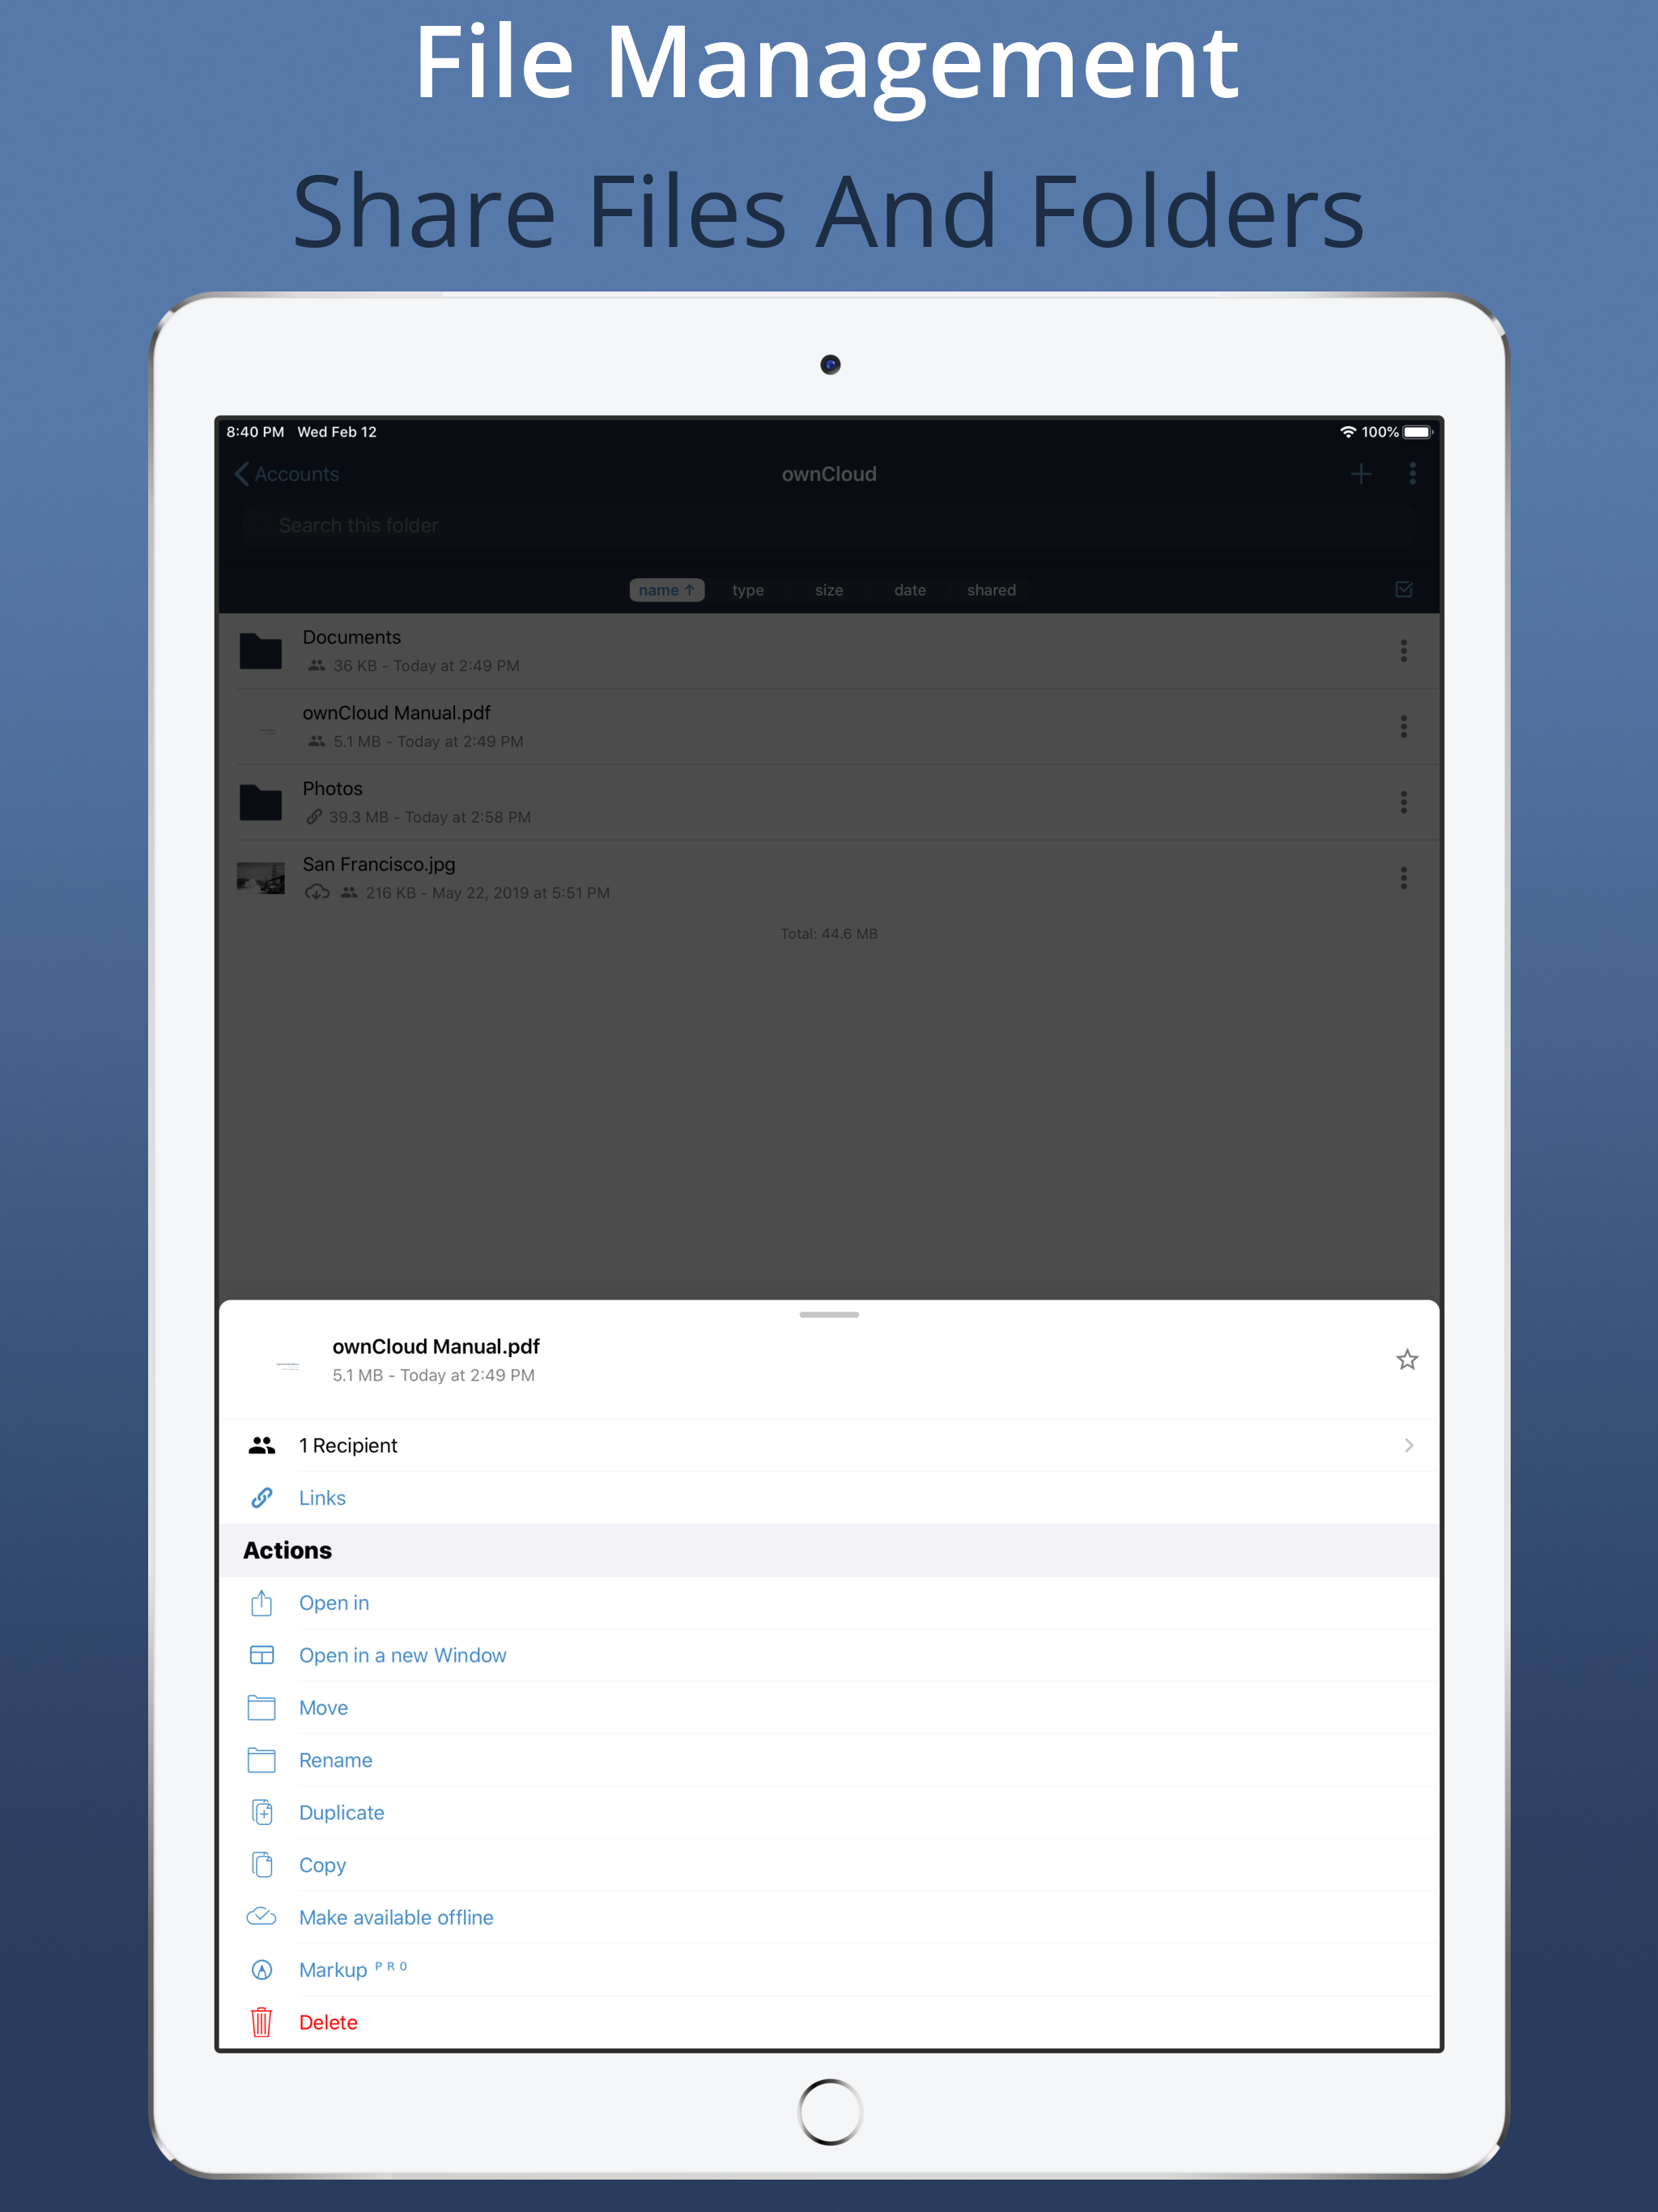 File Management
Share Files And Folders
8:40 PM Wed Feb 12 100%
Accounts ownCloud
Search this folder
name ↑ type size date shared
Documents
36 KB - Today at 2:49 PM
ownCloud Manual.pdf
5.1 MB - Today at 2:49 PM
Photos
39.3 MB - Today at 2:58 PM
San Francisco.jpg
216 KB - May 22, 2019 at 5:51 PM
Total: 44.6 MB
ownCloud Manual.pdf
5.1 MB - Today at 2:49 PM
1 Recipient
Links
Actions
Open in
Open in a new Window
Move
Rename
Duplicate
Copy
Make available offline
Markup PRO
Delete